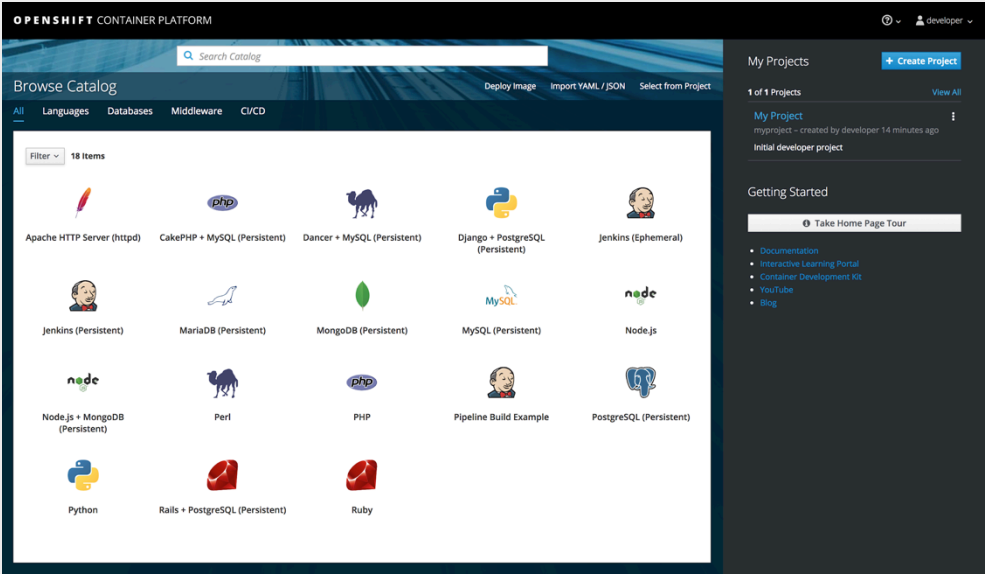 OPENSHIFT CONTAINER PLATFORM
developer
Search Catalog
Browse Catalog
Deploy Image Import YAML / JSON Select from Project
All Languages Databases Middleware CI/CD
Filter 18 Items
Apache HTTP Server (httpd)
CakePHP + MySQL (Persistent)
Dancer + MySQL (Persistent)
Django + PostgreSQL
(Persistent)
Jenkins (Ephemeral)
php
Jenkins (Persistent)
MariaDB (Persistent)
MongoDB (Persistent)
MySQL
MySQL (Persistent)
node
Node.js
node
Node.js + MongoDB
(Persistent)
Perl
php
PHP
Pipeline Build Example
PostgreSQL (Persistent)
Python
Rails + PostgreSQL (Persistent)
Ruby
My Projects
+ Create Project
1 of 1 Projects
View All
My Project
myproject – created by developer 14 minutes ago
Initial developer project
Getting Started
Take Home Page Tour
Documentation
Interactive Learning Portal
Container Development Kit
YouTube
Blog